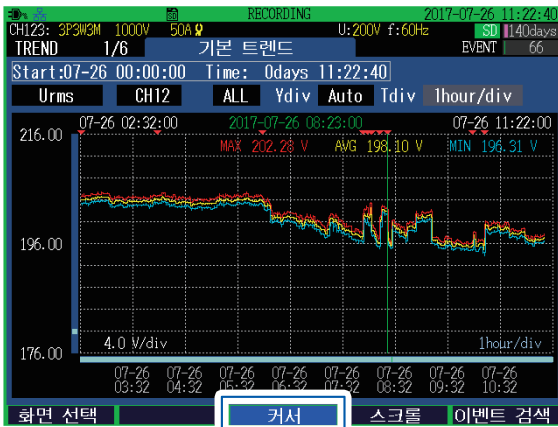 RECORDING 2017-07-26 11:22:40
CH123: 3P3W3M 1000V 50A U:200V f:60Hz SD 140days
TREND 1/6 기본 트렌드 EVENT 66
Start:07-26 00:00:00 Time: 0days 11:22:40
Urms CH12 ALL Ydiv Auto Tdiv 1hour/div
07-26 02:32:00 2017-07-26 08:23:00 07-26 11:22:00
216.00
MAX 202.28 V AVG 198.10 V MIN 196.31 V
196.00
4.0 V/div 1hour/div
176.00
07-26 07-26 07-26 07-26 07-26 07-26 07-26 07-26
03:32 04:32 05:32 06:32 07:32 08:32 09:32 10:32
화면 선택 커서 스크롤 이벤트 검색